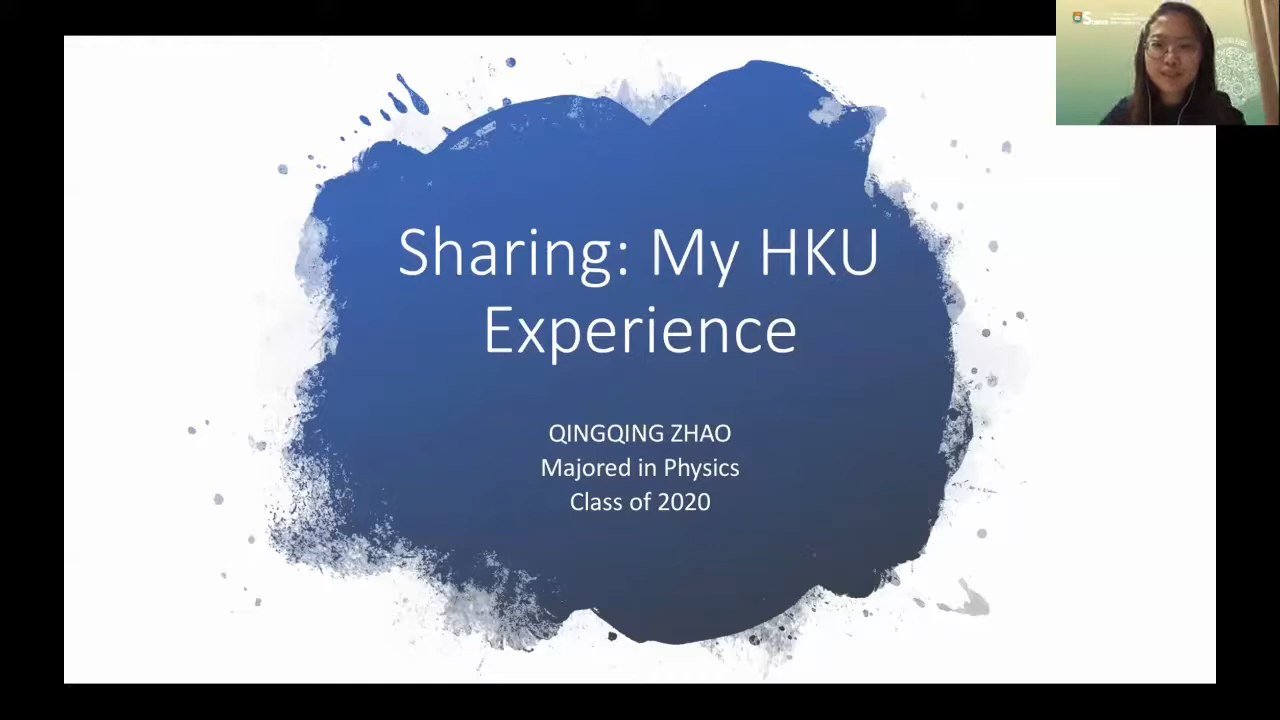 Sharing: My HKU
Experience
QINGQING ZHAO
Majored in Physics
Class of 2020